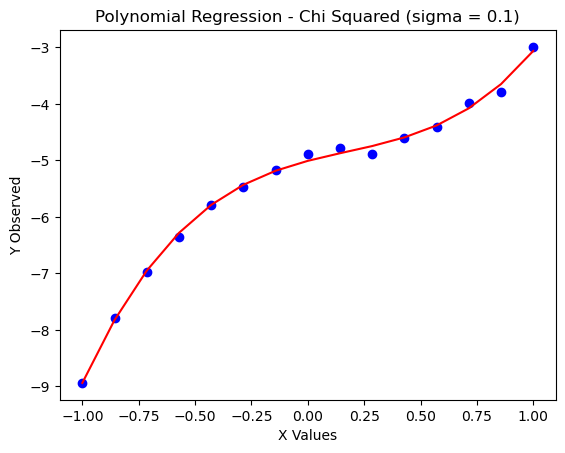 Polynomial Regression - Chi Squared (sigma = 0.1)
−3
−4
−5
−6
−7
−8
−9
Y Observed
−1.00 −0.75 −0.50 −0.25 0.00 0.25 0.50 0.75 1.00
X Values